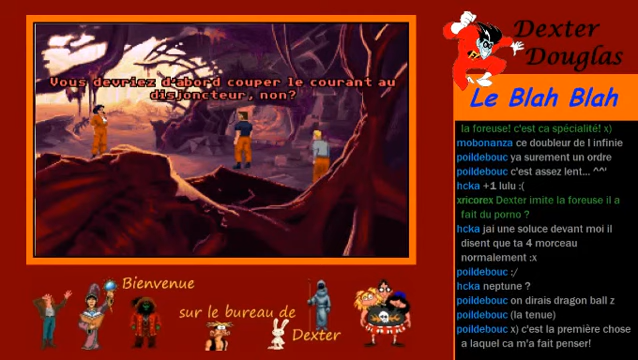 Vous devriez d'abord couper le courant au
disjoncteur, non?
Dexter
Douglas
Le Blah Blah
la foreuse! c'est ca spécialité! x)
mobonanza ce doubleur de l infinie
poildebouc ya surement un ordre
poildebouc c'est assez lent... ^^'
hcka +1 lulu :(
xricorex Dexter imite la foreuse il a
fait du porno ?
hcka jai une soluce devant moi il
disent que ta 4 morceau
normalement :x
poildebouc :/
hcka neptune ?
poildebouc on dirais dragon ball z
poildebouc (la tenue)
poildebouc x) c'est la première chose
a laquel ca m'a fait penser!
Bienvenue
sur le bureau de
Dexter